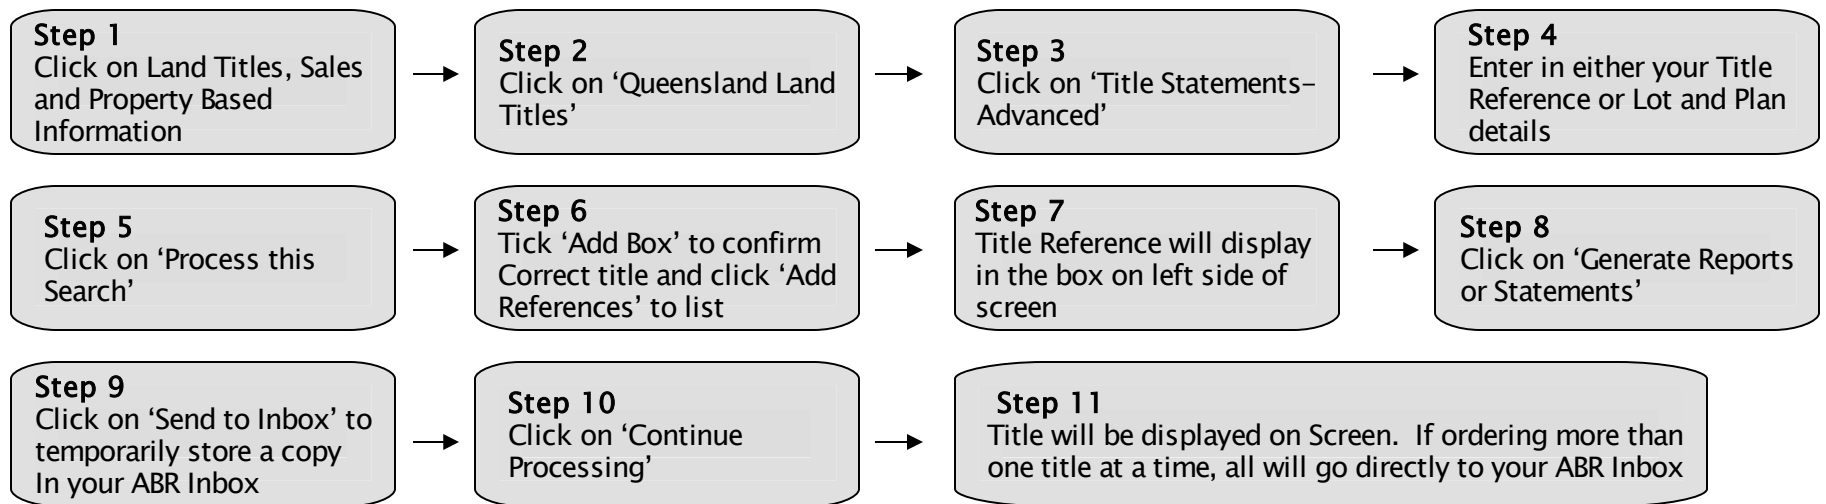 Step 1
Click on Land Titles, Sales
and Property Based
Information
Step 2
Click on ‘Queensland Land
Titles’
Step 3
Click on ‘Title Statements–
Advanced’
Step 4
Enter in either your Title
Reference or Lot and Plan
details
Step 5
Click on ‘Process this
Search’
Step 6
Tick ‘Add Box’ to confirm
Correct title and click ‘Add
References’ to list
Step 7
Title Reference will display
in the box on left side of
screen
Step 8
Click on ‘Generate Reports
or Statements’
Step 9
Click on ‘Send to Inbox’ to
temporarily store a copy
In your ABR Inbox
Step 10
Click on ‘Continue
Processing’
Step 11
Title will be displayed on Screen.  If ordering more than
one title at a time, all will go directly to your ABR Inbox